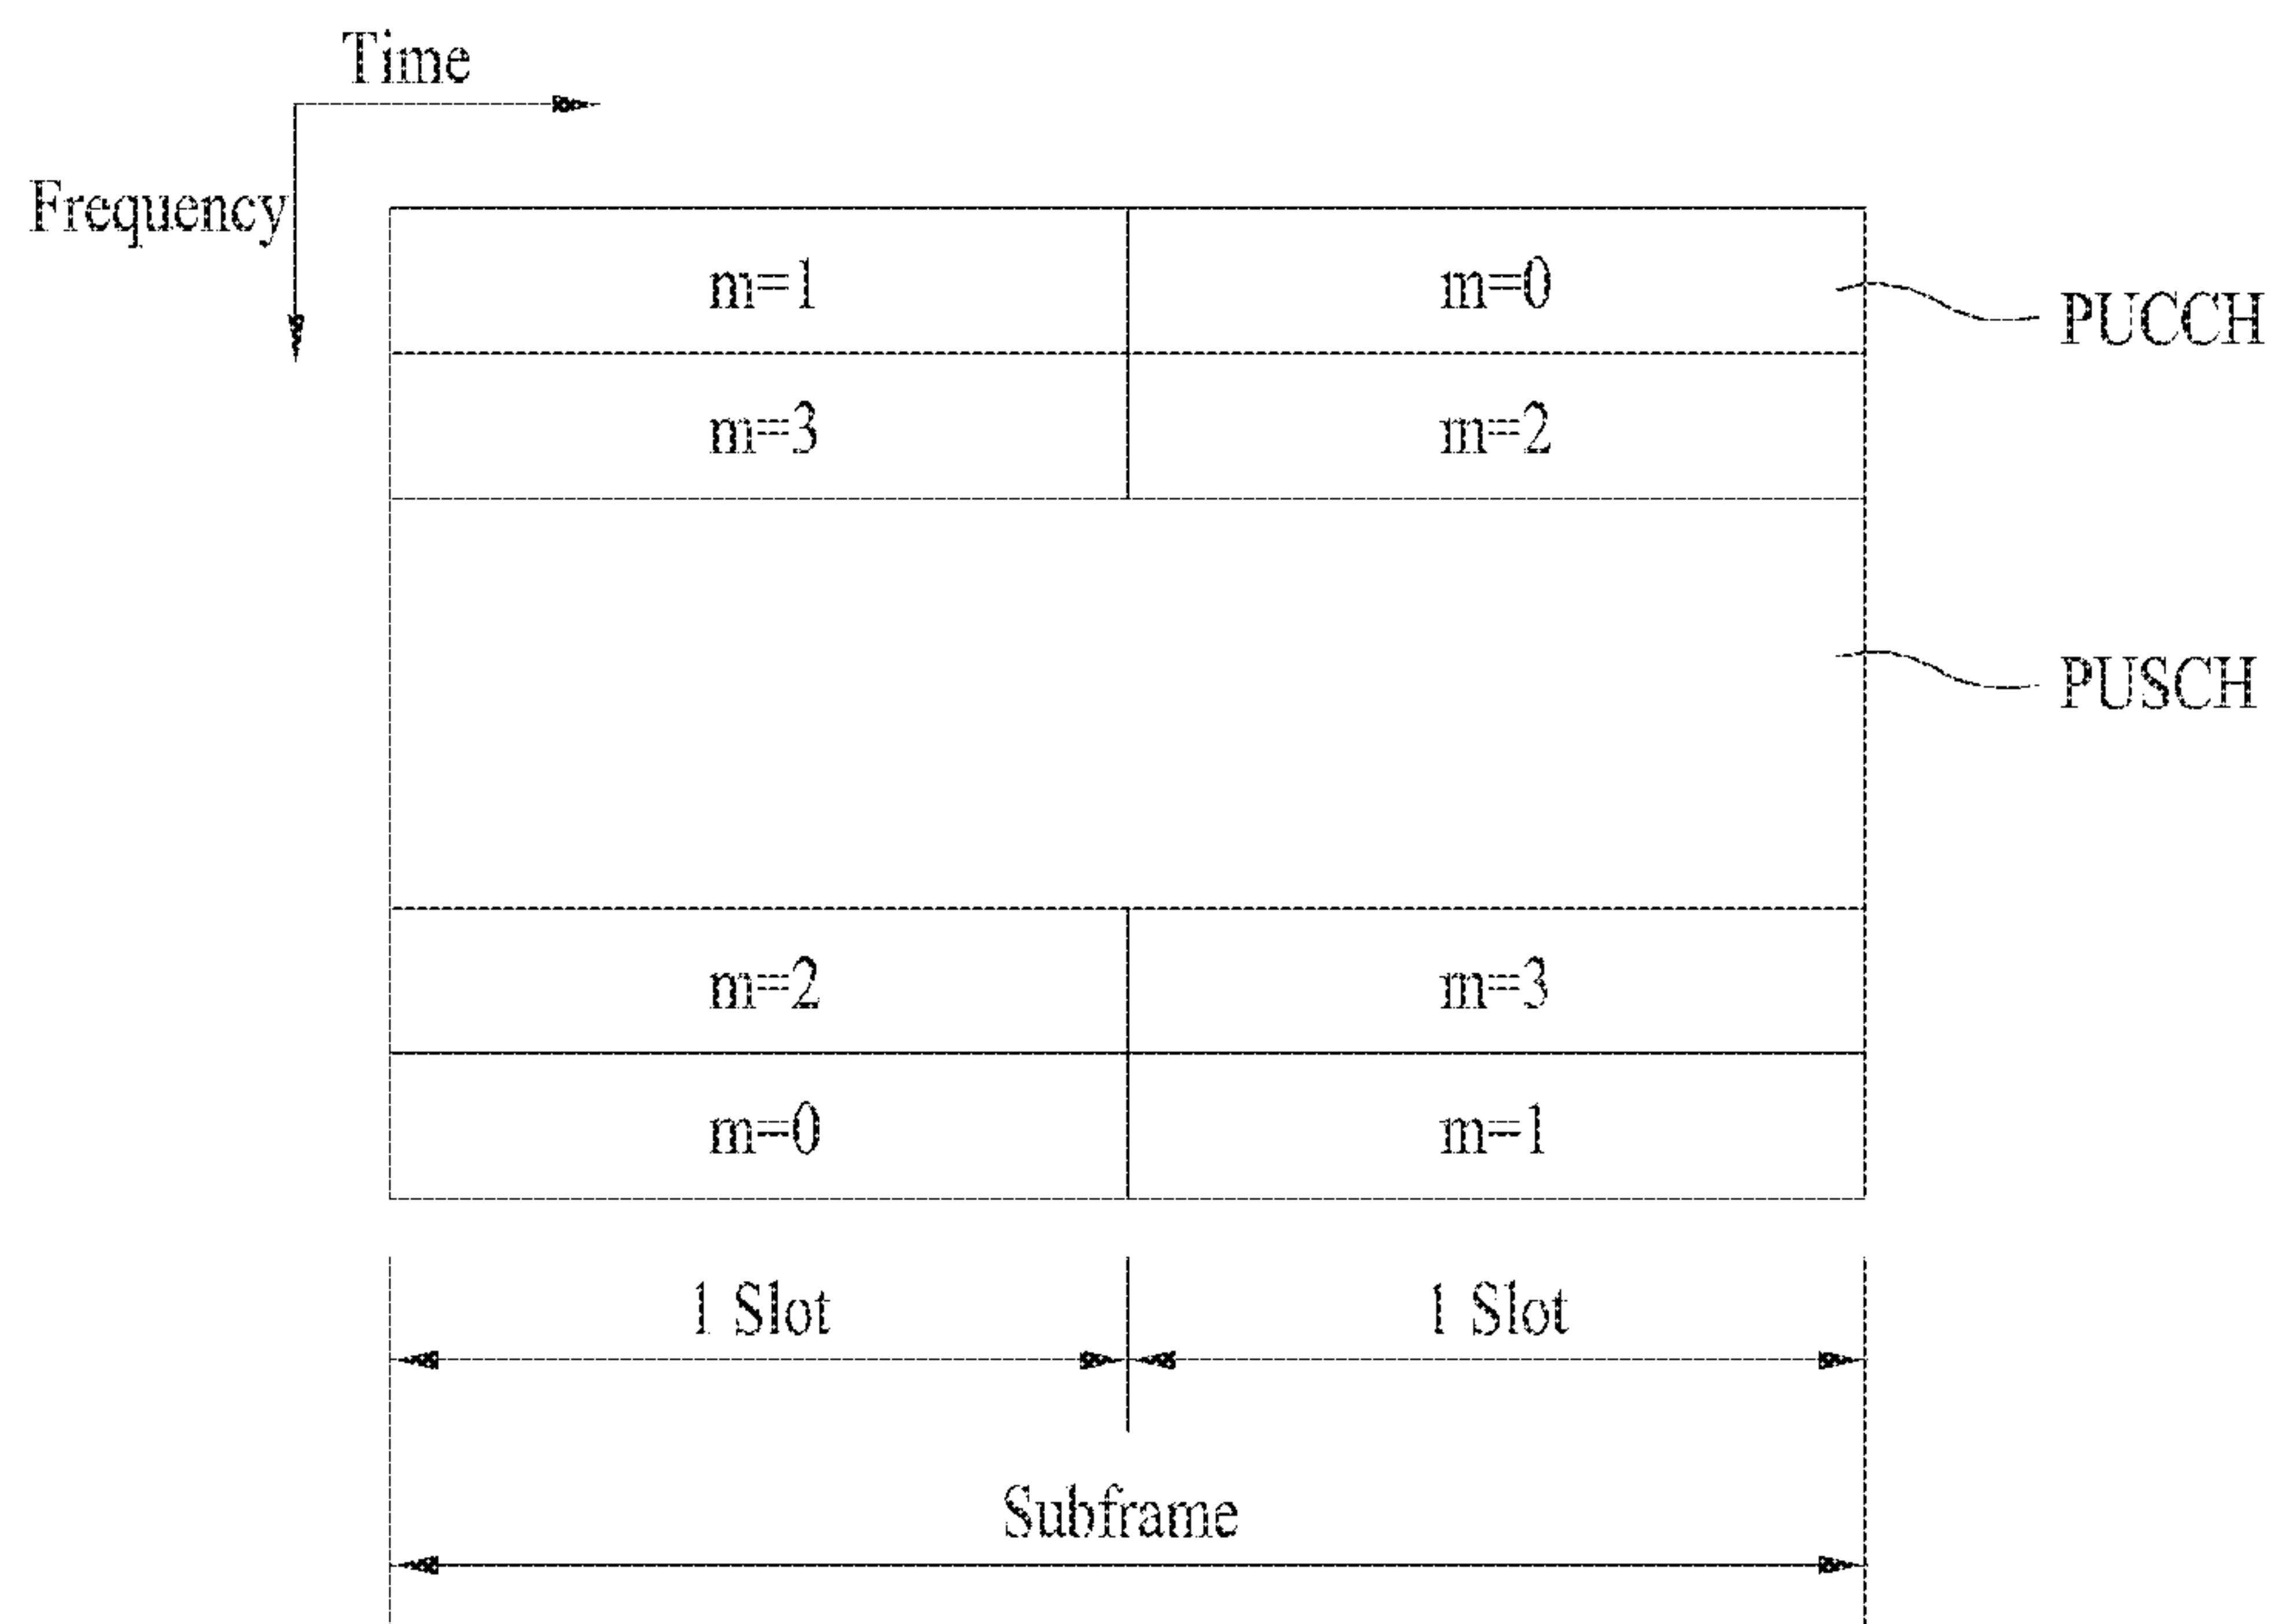 Time
Frequency
m=1 m=0
PUCCH
m=3 m=2
PUSCH
m=2 m=3
m=0 m=1
1 Slot 1 Slot
Subframe